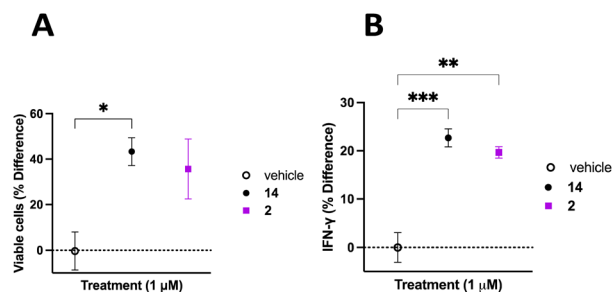 A
Viable cells (% Difference)
60
40
20
0
*
Treatment (1 µM)
vehicle
14
2
B
IFN-γ (% Difference)
30
20
10
0
**
***
Treatment (1 µM)
vehicle
14
2